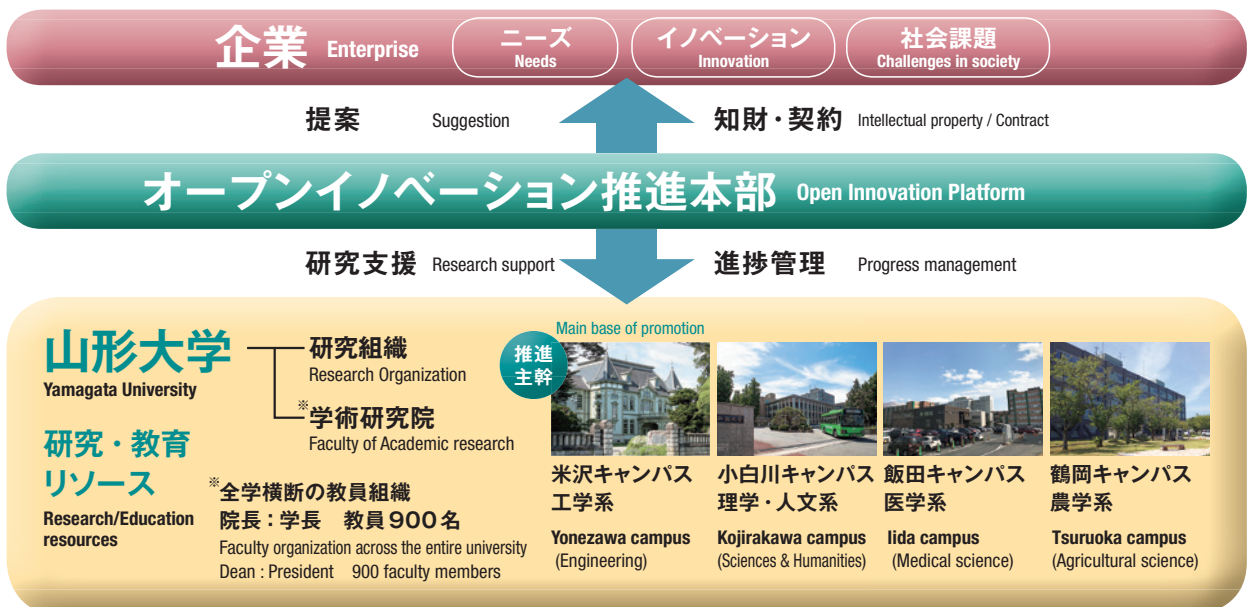 企業 Enterprise
ニーズ
Needs
イノベーション
Innovation
社会課題
Challenges in society
提案 Suggestion
知財・契約 Intellectual property / Contract
オープンイノベーション推進本部 Open Innovation Platform
研究支援 Research support
進捗管理 Progress management
山形大学
Yamagata University
研究・教育
リソース
Research/Education
resources
研究組織
Research Organization
※学術研究院
Faculty of Academic research
※全学横断の教員組織
院長：学長 教員900名
Faculty organization across the entire university
Dean : President 900 faculty members
推進
主幹
Main base of promotion
米沢キャンパス
工学系
Yonezawa campus
(Engineering)
小白川キャンパス
理学・人文系
Kojirakawa campus
(Sciences & Humanities)
飯田キャンパス
医学系
Iida campus
(Medical science)
鶴岡キャンパス
農学系
Tsuruoka campus
(Agricultural science)